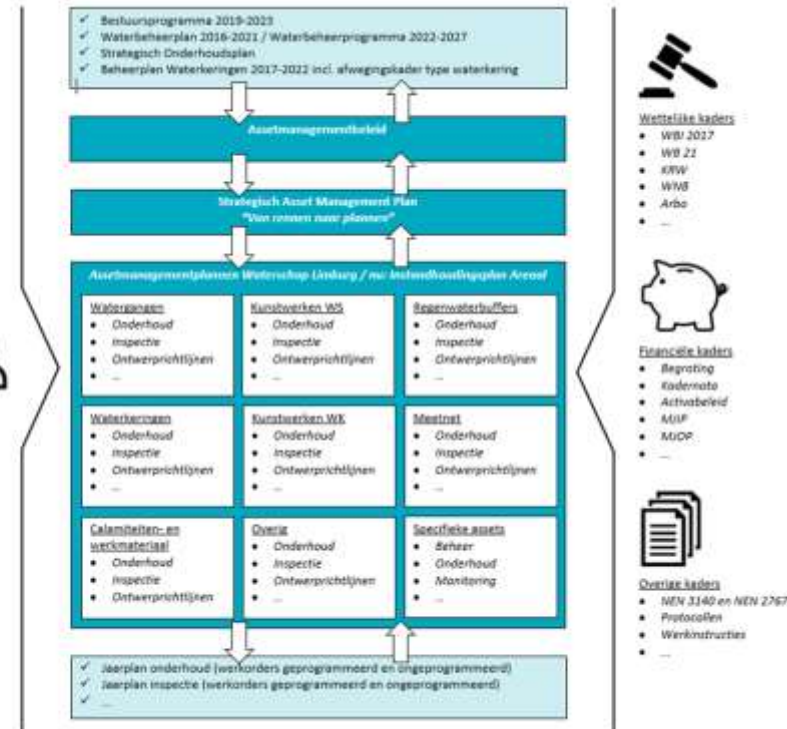 ✓ Bestuursprogramma 2019-2023
✓ Waterbeheerplan 2016-2021 / Waterbeheerprogramma 2022-2027
✓ Strategisch Onderhoudsplan
✓ Beheerplan Waterkeringen 2017-2022 incl. afwegingskader type waterkering
Assetmanagementbeleid
Strategisch Asset Management Plan
"Van rennen naar plannen"
Assetmanagementplannen Waterschap Limburg / nu: Instandhoudingsplan Areaal
Watergangen
• Onderhoud
• Inspectie
• Ontwerprichtlijnen
• ...
Kunstwerken WS
• Onderhoud
• Inspectie
• Ontwerprichtlijnen
• ...
Regenwaterbuffers
• Onderhoud
• Inspectie
• Ontwerprichtlijnen
• ...
Waterkeringen
• Onderhoud
• Inspectie
• Ontwerprichtlijnen
• ...
Kunstwerken WK
• Onderhoud
• Inspectie
• Ontwerprichtlijnen
• ...
Meetnet
• Onderhoud
• Inspectie
• Ontwerprichtlijnen
• ...
Calamiteiten- en
werkmateriaal
• Onderhoud
• Inspectie
• Ontwerprichtlijnen
Overig
• Onderhoud
• Inspectie
• Ontwerprichtlijnen
• ...
Specifieke assets
• Beheer
• Onderhoud
• Monitoring
• ...
✓ Jaarplan onderhoud (werkorders geprogrammeerd en ongeprogrammeerd)
✓ Jaarplan inspectie (werkorders geprogrammeerd en ongeprogrammeerd)
✓ ...
Wettelijke kaders
• WBI 2017
• WB 21
• KRW
• WNB
• Arbo
• ...
Financiële kaders
• Begroting
• Kadernota
• Activabeleid
• MJIP
• MJOP
• ...
Overige kaders
• NEN 3140 en NEN 2767
• Protocollen
• Werkinstructies
• ...